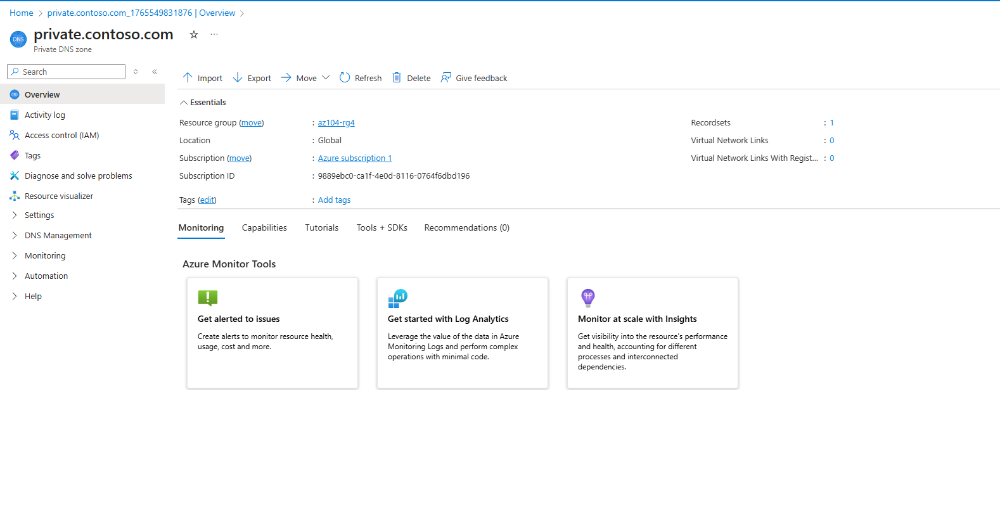 Home > private.contoso.com_1765549831876 | Overview >
DNS
private.contoso.com
Private DNS zone
Search
Import Export Move Refresh Delete Give feedback
Overview
Activity log
Access control (IAM)
Tags
Diagnose and solve problems
Resource visualizer
Settings
DNS Management
Monitoring
Automation
Help
Essentials
Resource group (move) : az104-rg4
Location : Global
Subscription (move) : Azure subscription 1
Subscription ID : 9889ebc0-ca1f-4e0d-8116-0764f6dbd196
Tags (edit) : Add tags
Recordsets : 1
Virtual Network Links : 0
Virtual Network Links With Regist... : 0
Monitoring Capabilities Tutorials Tools + SDKs Recommendations (0)
Azure Monitor Tools
Get alerted to issues
Create alerts to monitor resource health,
usage, cost and more.
Get started with Log Analytics
Leverage the value of the data in Azure
Monitoring Logs and perform complex
operations with minimal code.
Monitor at scale with Insights
Get visibility into the resource's performance
and health, accounting for different
processes and interconnected
dependencies.